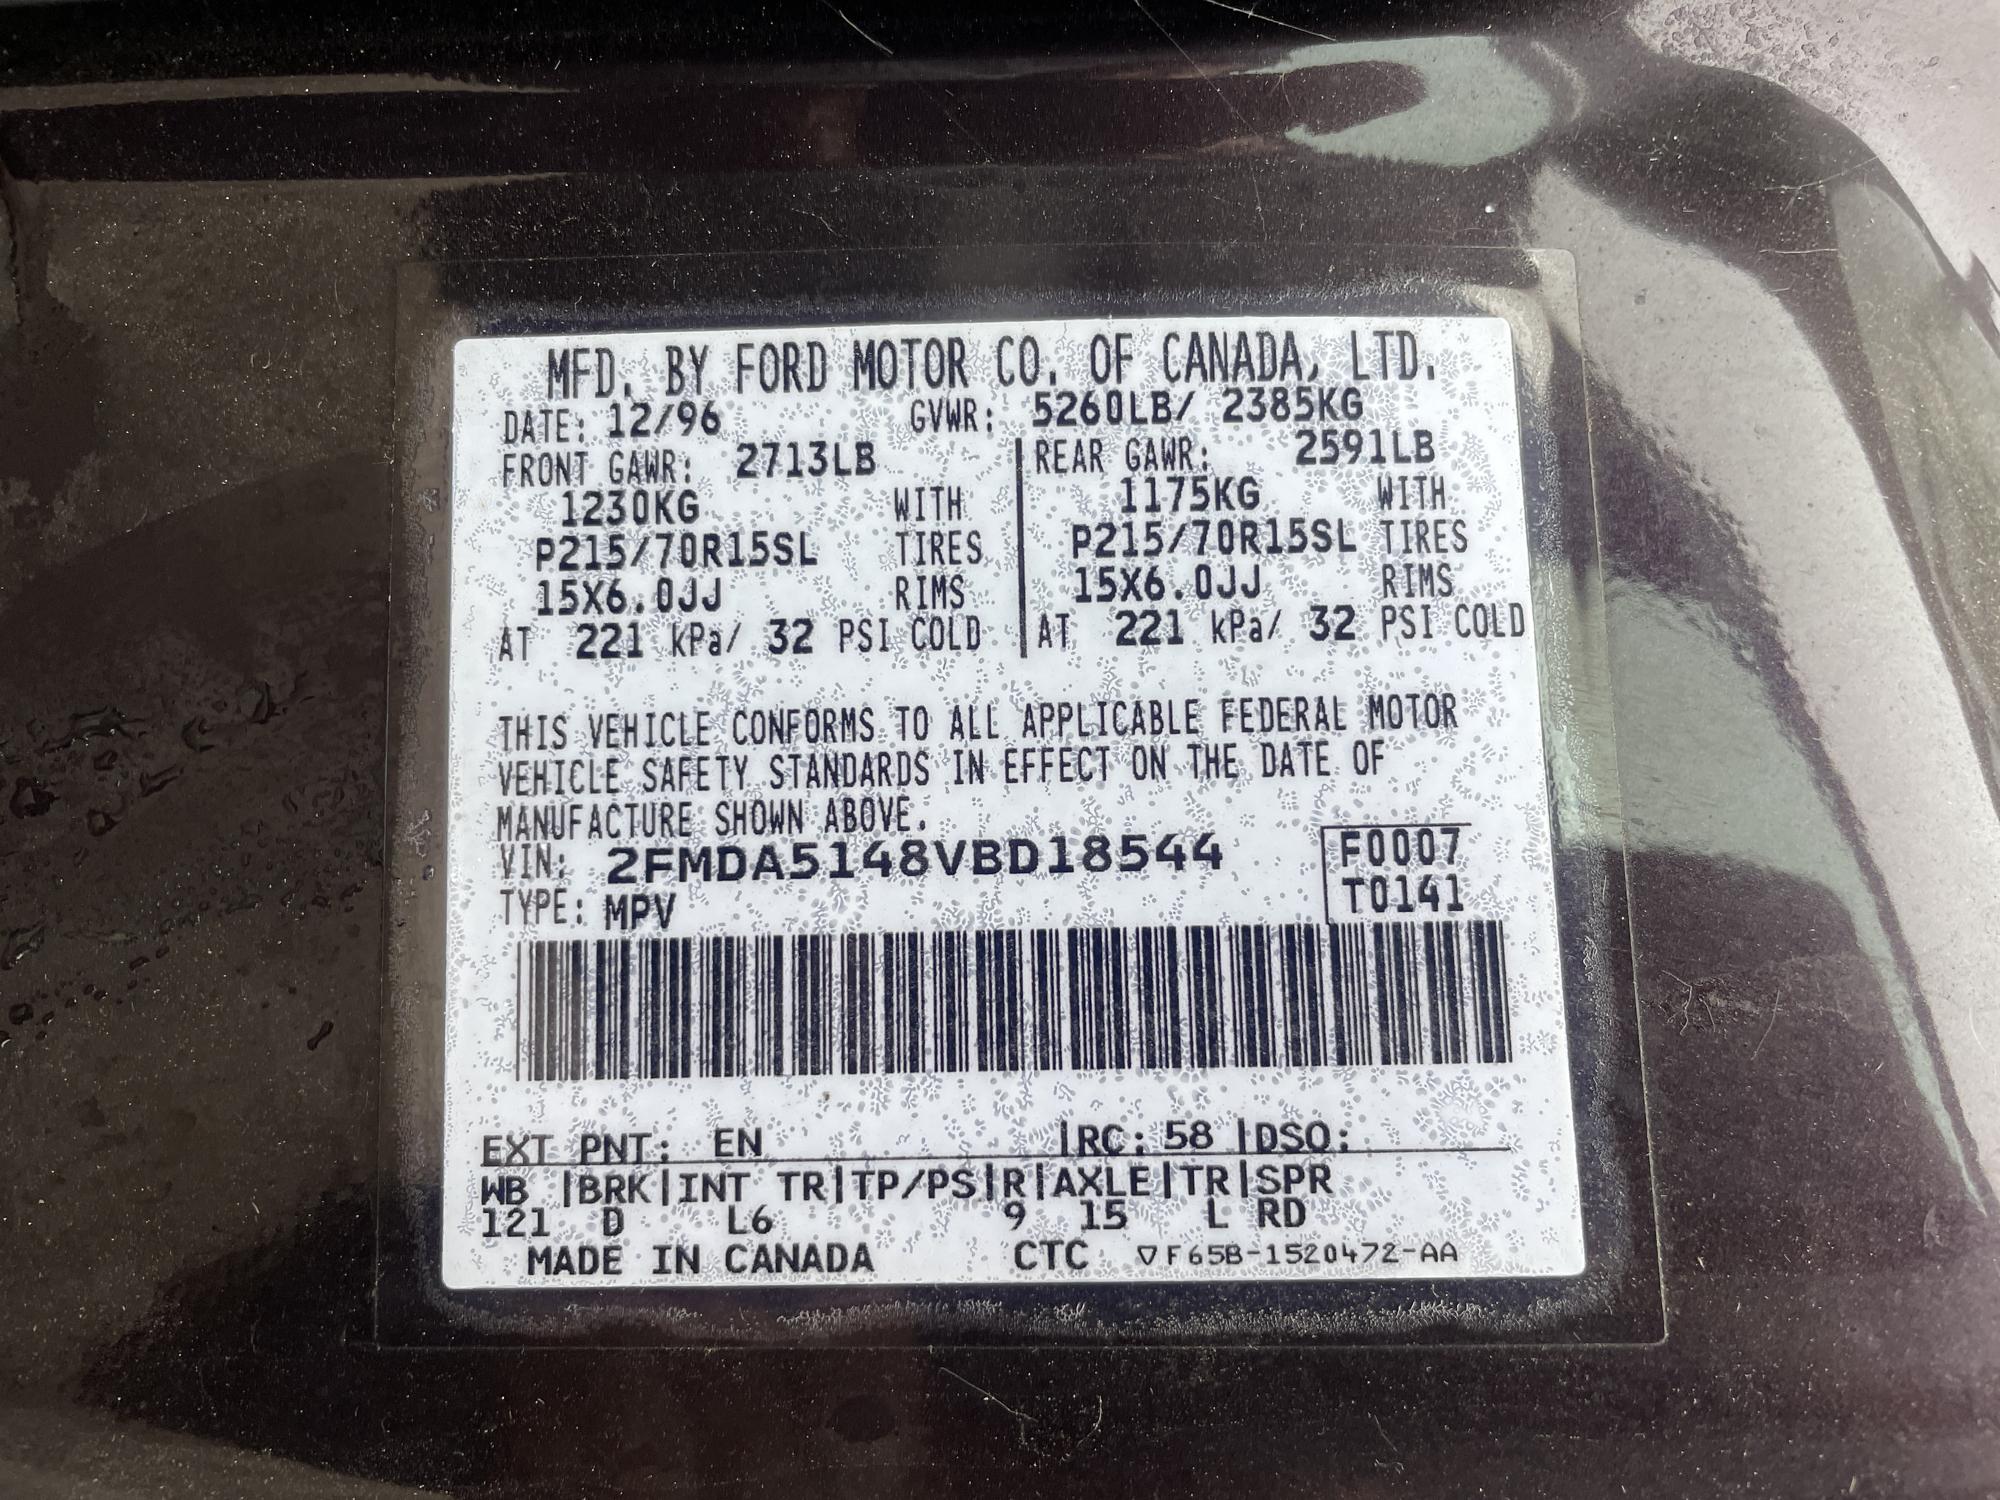 MFD. BY FORD MOTOR CO. OF CANADA, LTD.
DATE: 12/96 GVWR: 5260LB/ 2385KG
FRONT GAWR: 2713LB REAR GAWR: 2591LB
1230KG WITH 1175KG WITH
P215/70R15SL TIRES P215/70R15SL TIRES
15X6.0JJ RIMS 15X6.0JJ RIMS
AT 221 kPa/ 32 PSI COLD AT 221 kPa/ 32 PSI COLD
THIS VEHICLE CONFORMS TO ALL APPLICABLE FEDERAL MOTOR
VEHICLE SAFETY STANDARDS IN EFFECT ON THE DATE OF
MANUFACTURE SHOWN ABOVE.
VIN: 2FMDA5148VBD18544 F0007
TYPE: MPV T0141
EXT PNT: EN |RC: 58 |DSO:
WB |BRK|INT TR|TP/PS|R|AXLE|TR|SPR
121 D L6 9 15 L RD
MADE IN CANADA CTC ▽F65B-1520472-AA